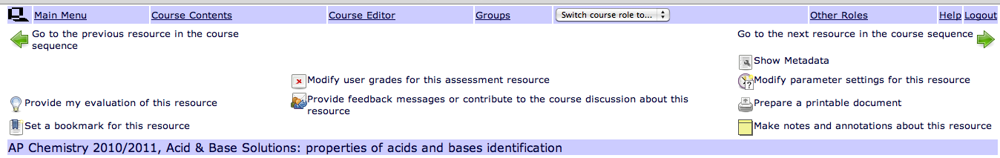 Main Menu Course Contents Course Editor Groups Switch course role to... Other Roles Help Logout
Go to the previous resource in the course
sequence
Go to the next resource in the course sequence
Show Metadata
Modify user grades for this assessment resource
Modify parameter settings for this resource
Provide my evaluation of this resource
Provide feedback messages or contribute to the course discussion about this
resource
Prepare a printable document
Set a bookmark for this resource
Make notes and annotations about this resource
AP Chemistry 2010/2011, Acid & Base Solutions: properties of acids and bases identification